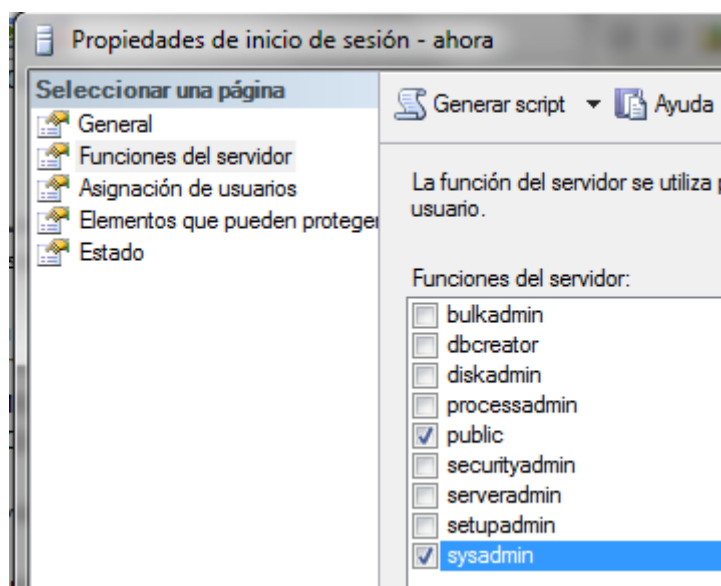 Propiedades de inicio de sesión - ahora
Seleccionar una página
General
Funciones del servidor
Asignación de usuarios
Elementos que pueden proteger
Estado
Generar script
Ayuda
La función del servidor se utiliza
usuario.
Funciones del servidor:
bulkadmin
dbcreator
diskadmin
processadmin
public
securityadmin
serveradmin
setupadmin
sysadmin